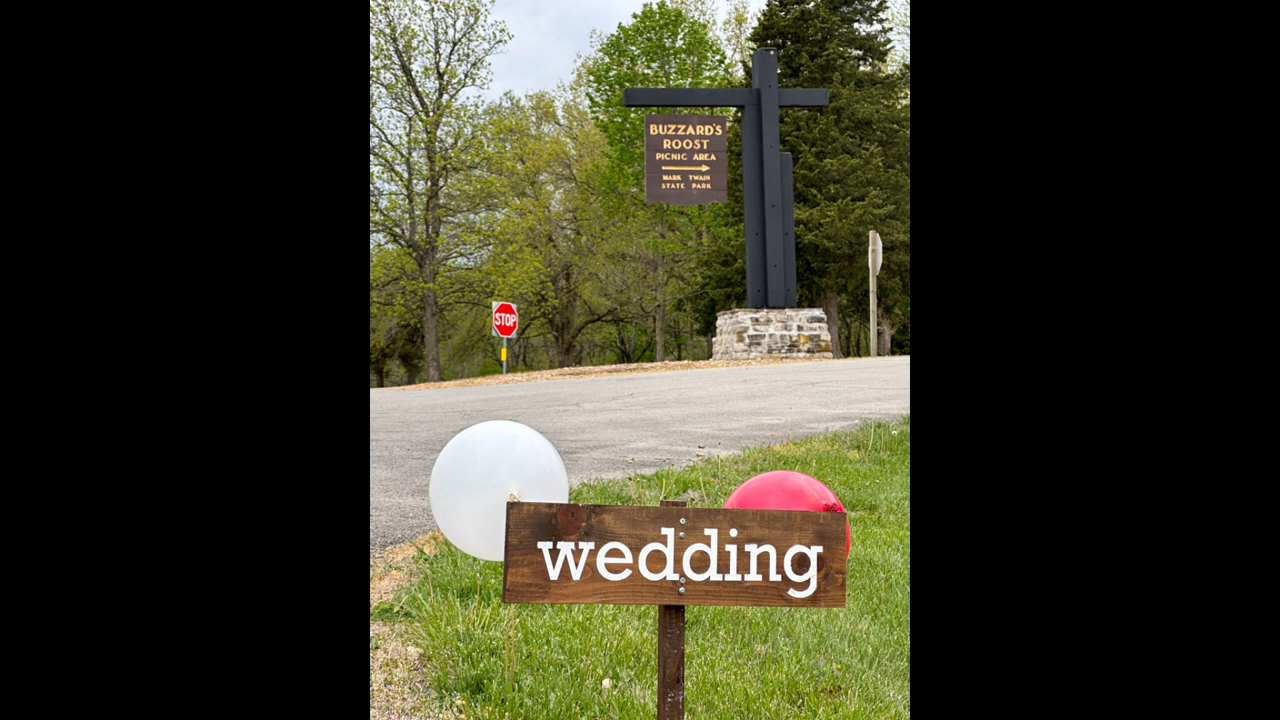 BUZZARD'S
ROOST
PICNIC AREA
MARK TWAIN
STATE PARK
STOP
wedding